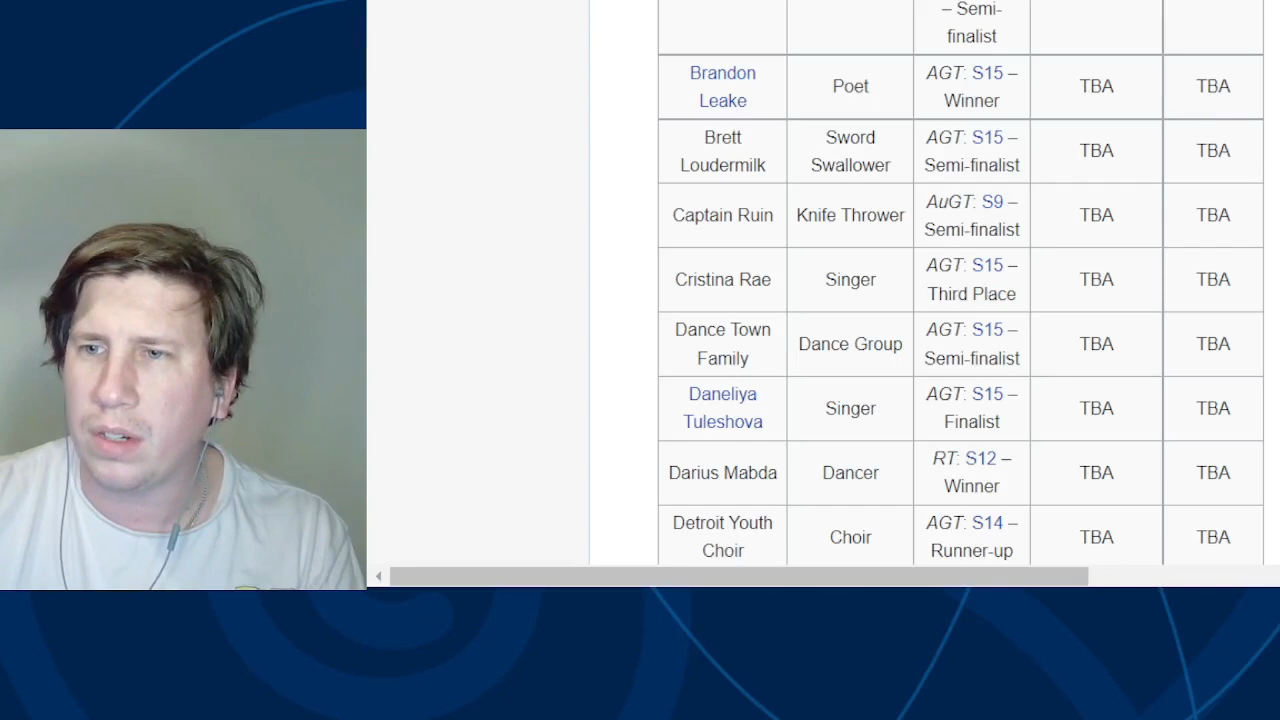 – Semi-
finalist
Brandon
Leake
Poet
AGT: S15 –
Winner
TBA
TBA
Brett
Loudermilk
Sword
Swallower
AGT: S15 –
Semi-finalist
TBA
TBA
Captain Ruin
Knife Thrower
AuGT: S9 –
Semi-finalist
TBA
TBA
Cristina Rae
Singer
AGT: S15 –
Third Place
TBA
TBA
Dance Town
Family
Dance Group
AGT: S15 –
Semi-finalist
TBA
TBA
Daneliya
Tuleshova
Singer
AGT: S15 –
Finalist
TBA
TBA
Darius Mabda
Dancer
RT: S12 –
Winner
TBA
TBA
Detroit Youth
Choir
Choir
AGT: S14 –
Runner-up
TBA
TBA